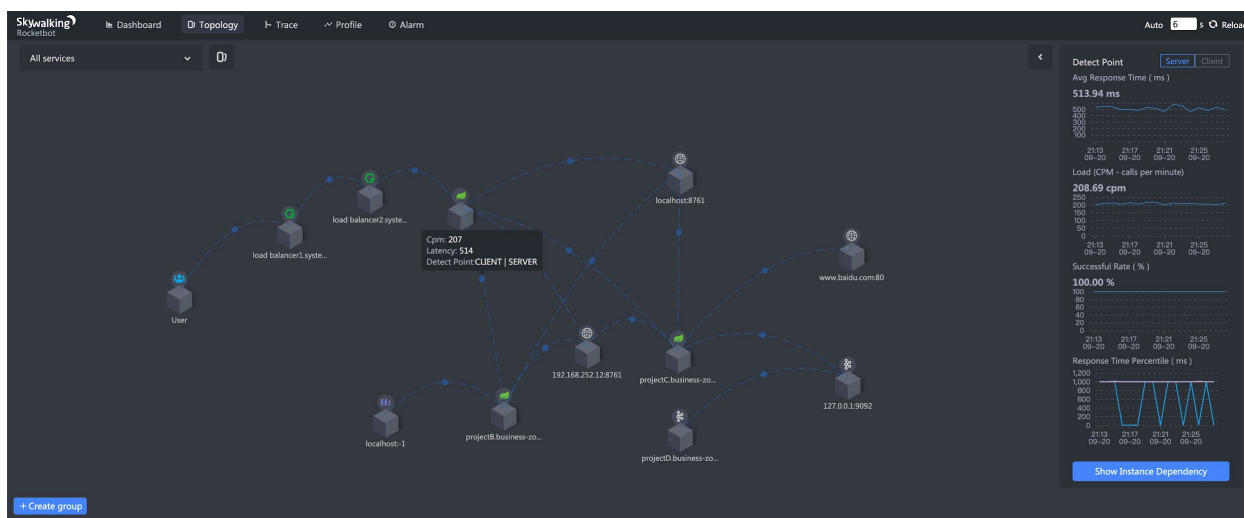 Skywalking
Rocketbot
Dashboard
Topology
Trace
Profile
Alarm
Auto 6 s Reload
All services
Detect Point Server Client
Avg Response Time ( ms )
513.94 ms
500
400
300
200
100
21:13 21:17 21:21 21:25
09-20 09-20 09-20 09-20
Load (CPM - calls per minute)
208.69 cpm
250
200
150
100
50
0
21:13 21:17 21:21 21:25
09-20 09-20 09-20 09-20
Successful Rate ( % )
100.00 %
100
80
60
40
20
0
21:13 21:17 21:21 21:25
09-20 09-20 09-20 09-20
Response Time Percentile ( ms )
1,200
1,000
800
600
400
200
0
21:13 21:17 21:21 21:25
09-20 09-20 09-20 09-20
Show Instance Dependency
localhost:8761
load balancer2.syste...
load balancer1.syste...
Cpm: 207
Latency: 514
Detect Point:CLIENT | SERVER
www.baidu.com:80
User
192.168.252.12:8761
projectC.business-zo...
127.0.0.1:9092
H2
localhost:-1
projectB.business-zo...
projectD.business-zo...
+ Create group